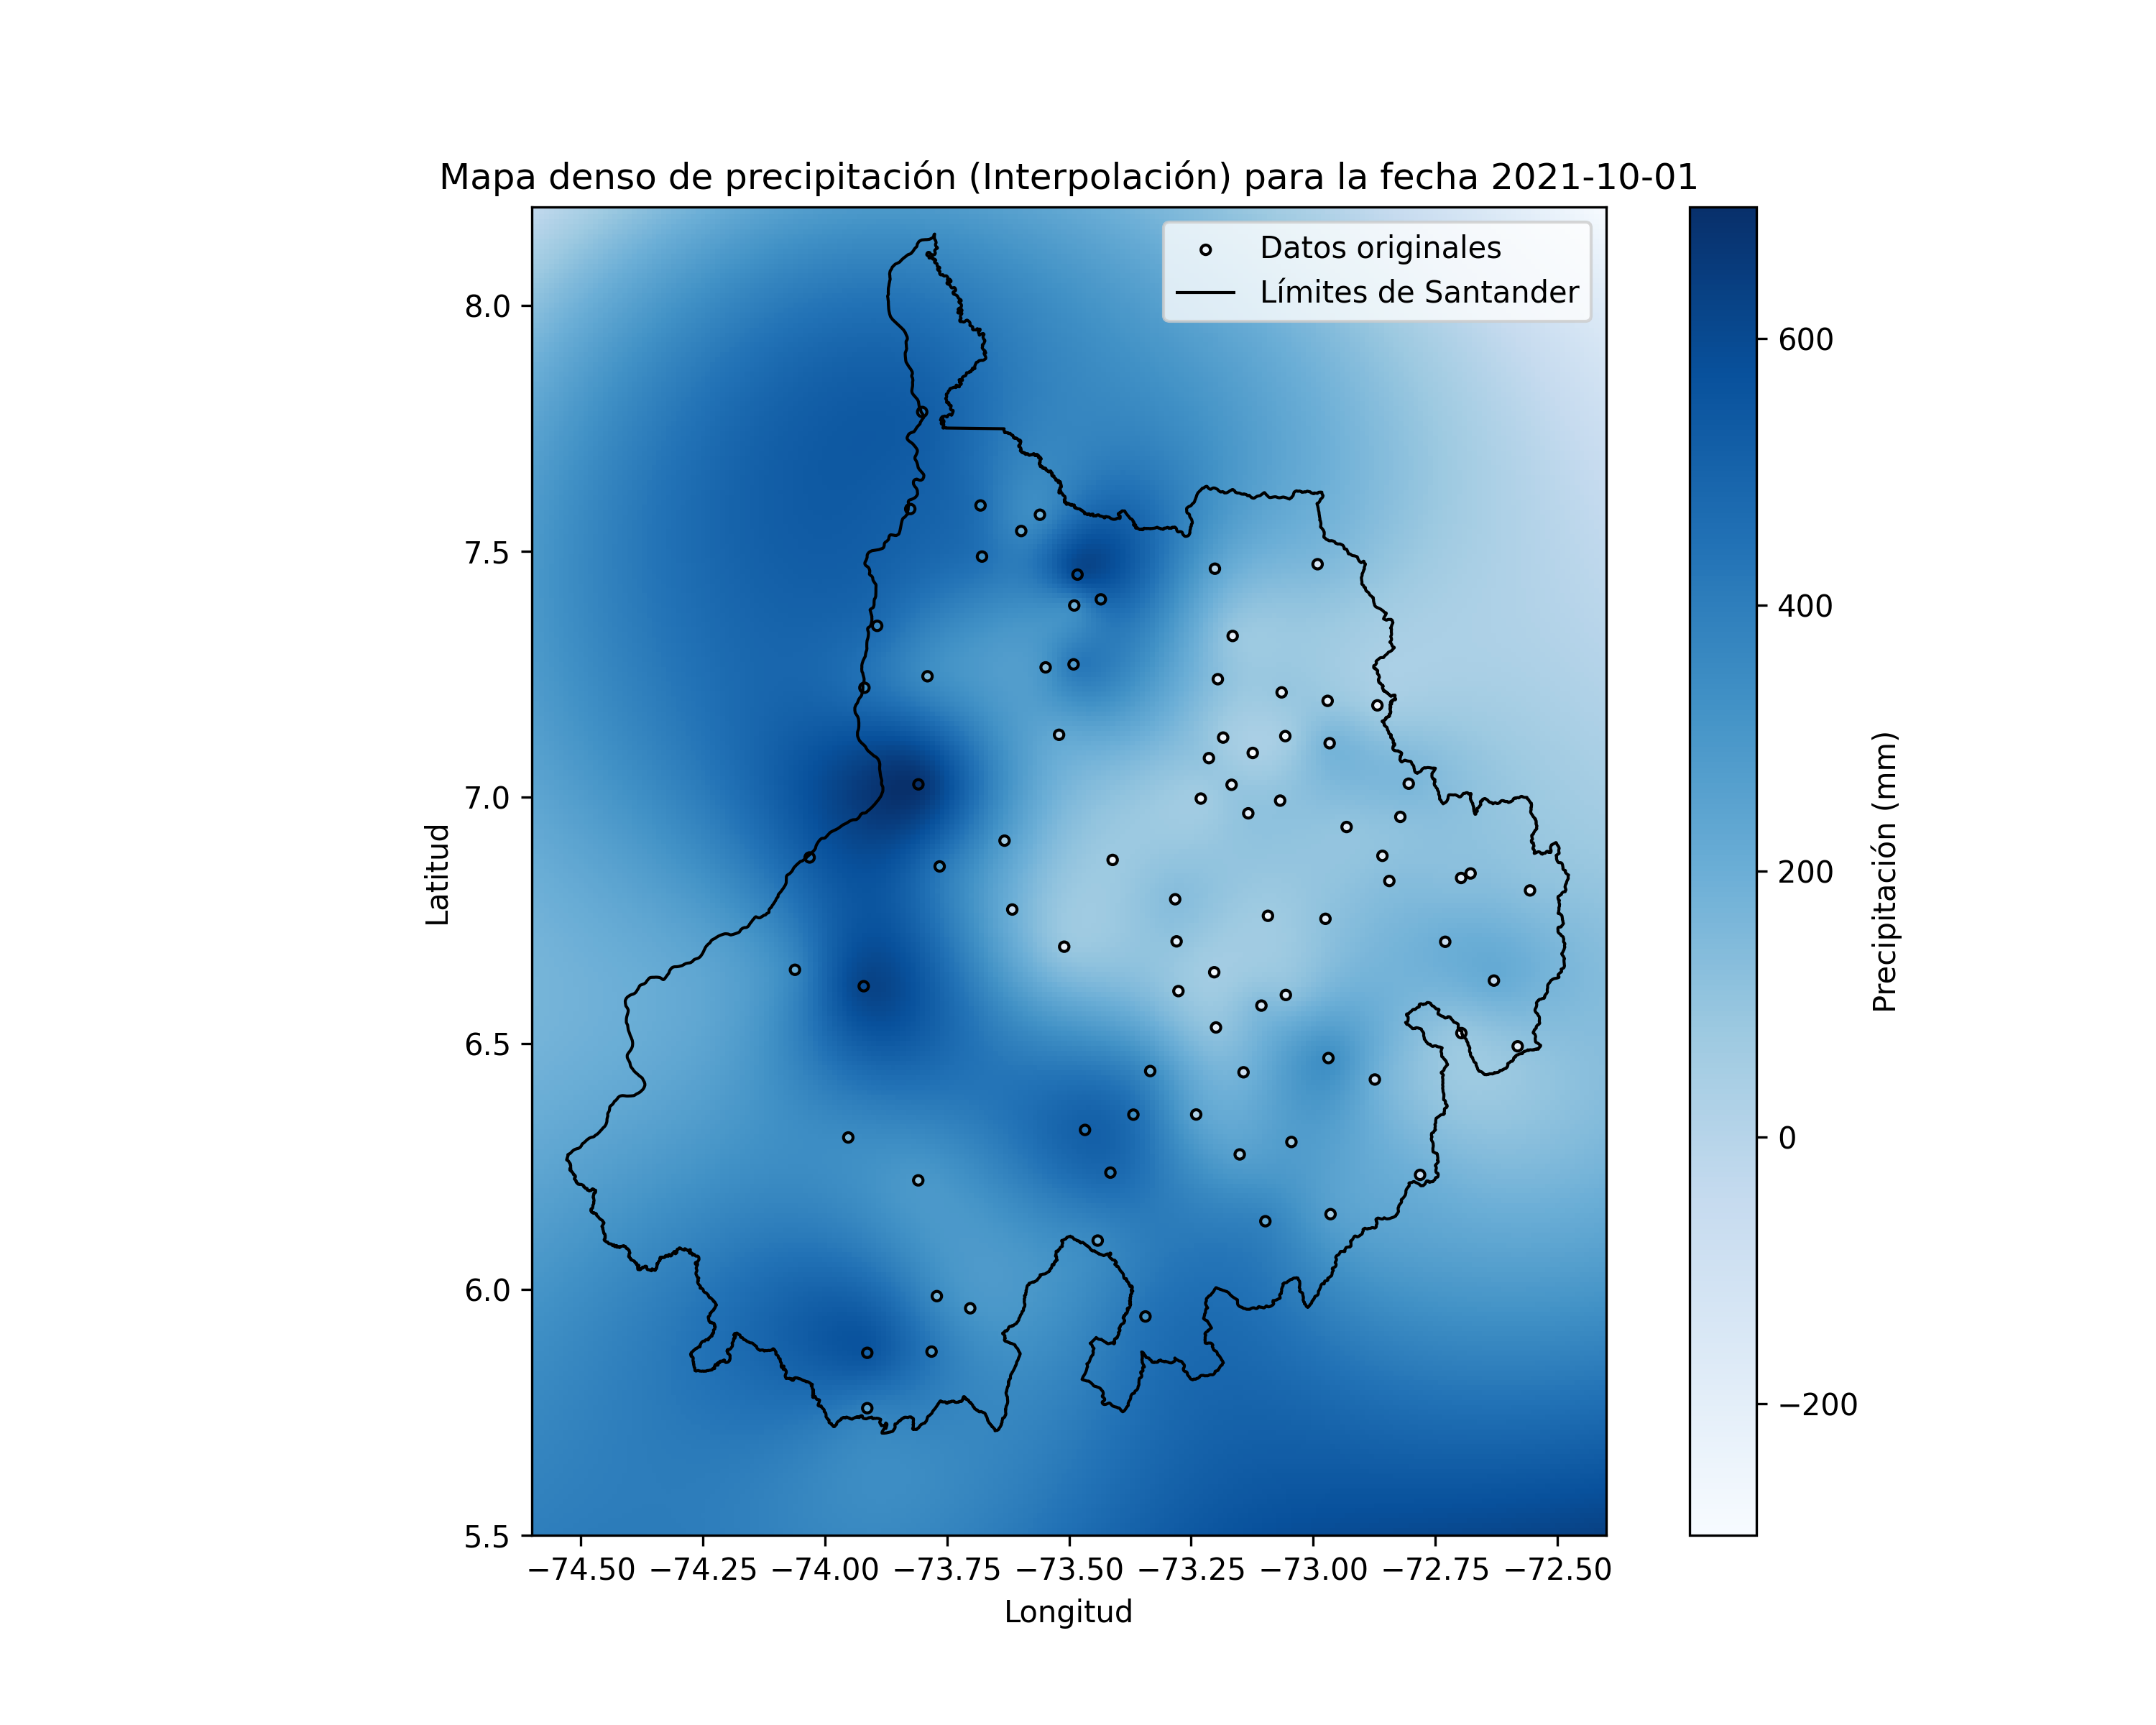 Mapa denso de precipitación (Interpolación) para la fecha 2021-10-01
Datos originales
Límites de Santander
8.0
7.5
7.0
6.5
6.0
5.5
Latitud
−74.50 −74.25 −74.00 −73.75 −73.50 −73.25 −73.00 −72.75 −72.50
Longitud
600
400
200
0
−200
Precipitación (mm)